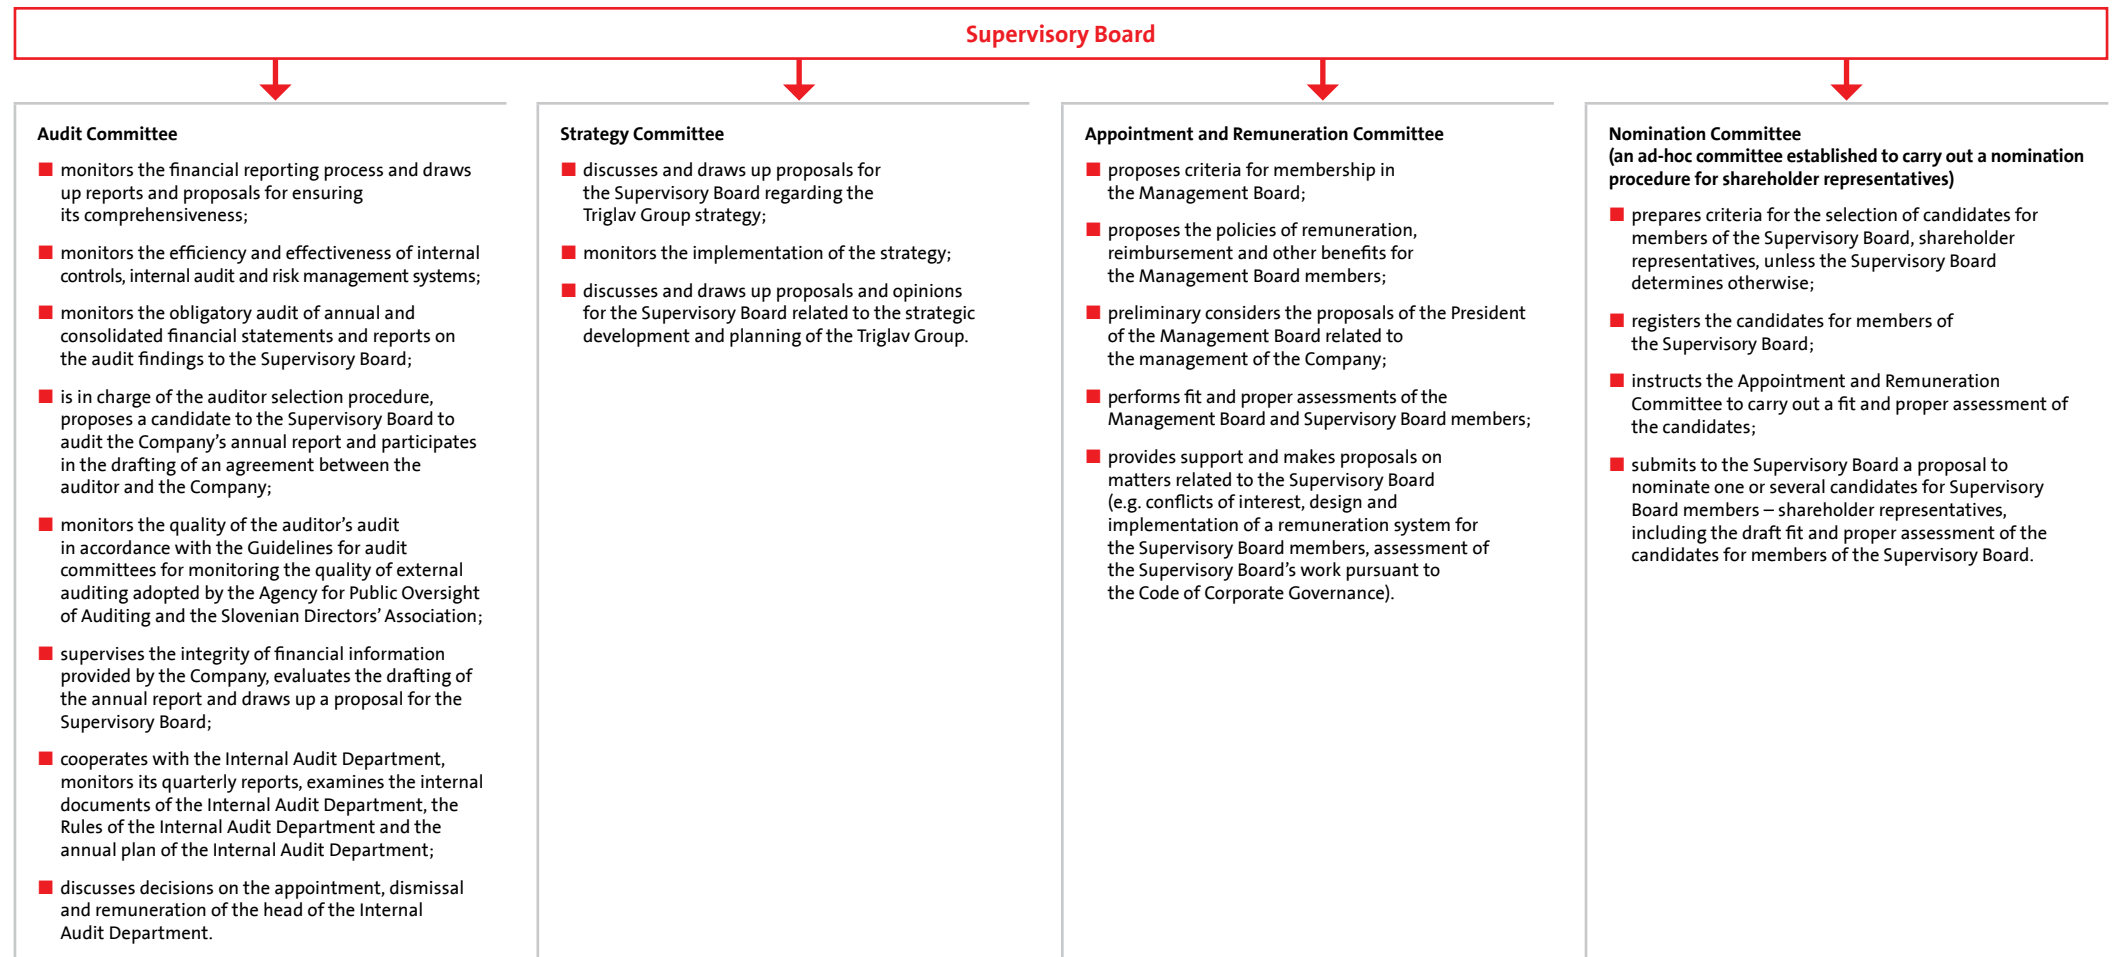 Supervisory Board
Audit Committee
monitors the financial reporting process and draws
up reports and proposals for ensuring
its comprehensiveness;
monitors the efficiency and effectiveness of internal
controls, internal audit and risk management systems;
monitors the obligatory audit of annual and
consolidated financial statements and reports on
the audit findings to the Supervisory Board;
is in charge of the auditor selection procedure,
proposes a candidate to the Supervisory Board to
audit the Company’s annual report and participates
in the drafting of an agreement between the
auditor and the Company;
monitors the quality of the auditor’s audit
in accordance with the Guidelines for audit
committees for monitoring the quality of external
auditing adopted by the Agency for Public Oversight
of Auditing and the Slovenian Directors’ Association;
supervises the integrity of financial information
provided by the Company, evaluates the drafting of
the annual report and draws up a proposal for the
Supervisory Board;
cooperates with the Internal Audit Department,
monitors its quarterly reports, examines the internal
documents of the Internal Audit Department, the
Rules of the Internal Audit Department and the
annual plan of the Internal Audit Department;
discusses decisions on the appointment, dismissal
and remuneration of the head of the Internal
Audit Department.
Strategy Committee
discusses and draws up proposals for
the Supervisory Board regarding the
Triglav Group strategy;
monitors the implementation of the strategy;
discusses and draws up proposals and opinions
for the Supervisory Board related to the strategic
development and planning of the Triglav Group.
Appointment and Remuneration Committee
proposes criteria for membership in
the Management Board;
proposes the policies of remuneration,
reimbursement and other benefits for
the Management Board members;
preliminary considers the proposals of the President
of the Management Board related to
the management of the Company;
performs fit and proper assessments of the
Management Board and Supervisory Board members;
provides support and makes proposals on
matters related to the Supervisory Board
(e.g. conflicts of interest, design and
implementation of a remuneration system for
the Supervisory Board members, assessment of
the Supervisory Board’s work pursuant to
the Code of Corporate Governance).
Nomination Committee
(an ad-hoc committee established to carry out a nomination
procedure for shareholder representatives)
prepares criteria for the selection of candidates for
members of the Supervisory Board, shareholder
representatives, unless the Supervisory Board
determines otherwise;
registers the candidates for members of
the Supervisory Board;
instructs the Appointment and Remuneration
Committee to carry out a fit and proper assessment of
the candidates;
submits to the Supervisory Board a proposal to
nominate one or several candidates for Supervisory
Board members – shareholder representatives,
including the draft fit and proper assessment of the
candidates for members of the Supervisory Board.